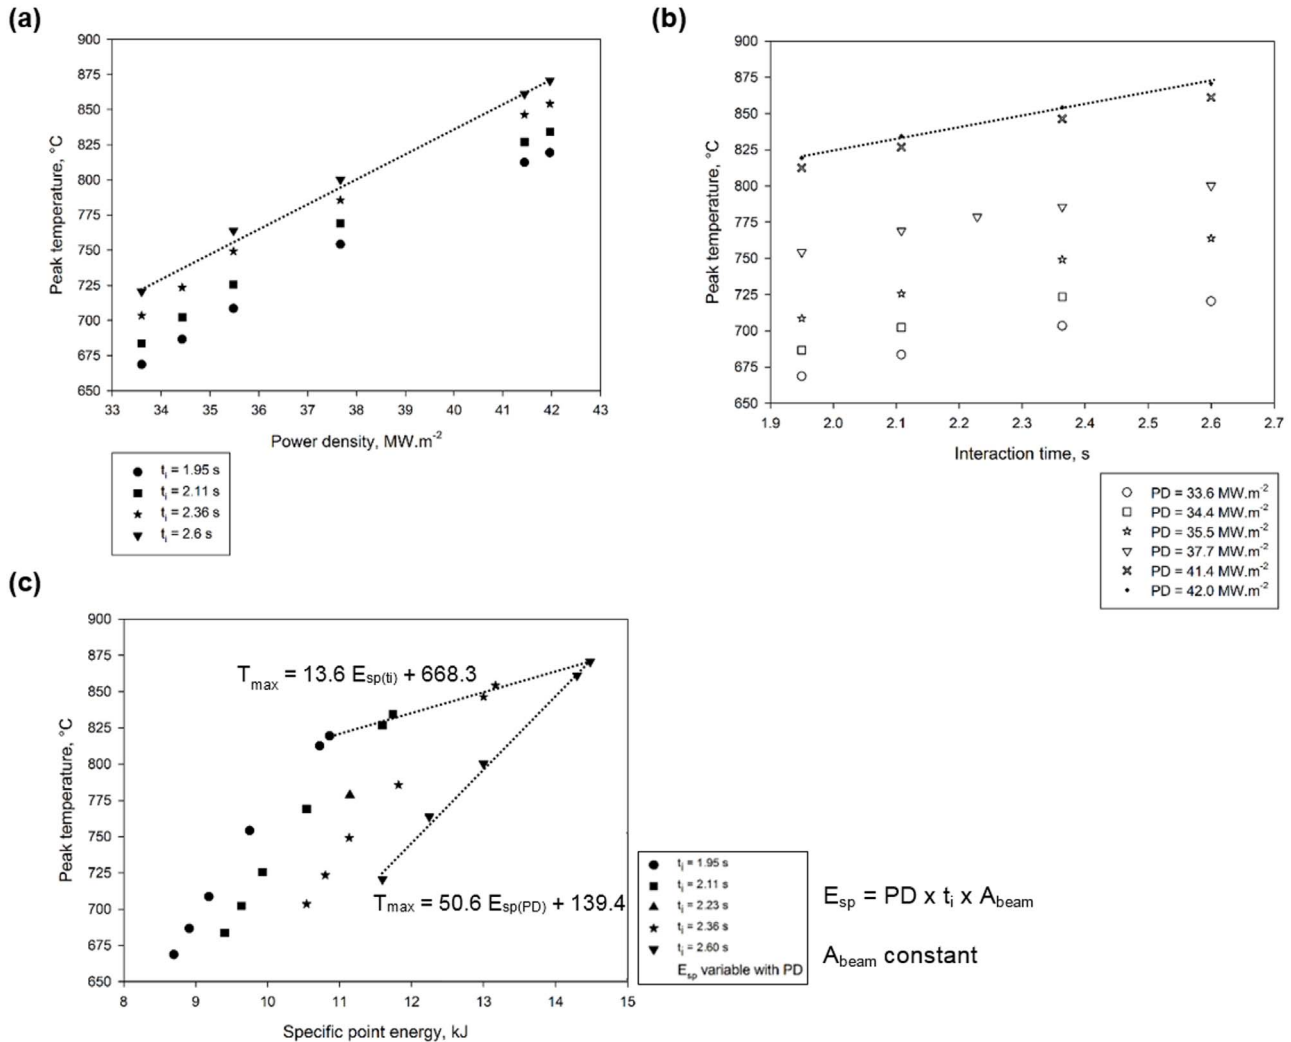 (a)
900
875
850
825
800
775
750
725
700
675
650
Peak temperature, °C
33 34 35 36 37 38 39 40 41 42 43
Power density, MW.m-2
ti = 1.95 s
ti = 2.11 s
ti = 2.36 s
ti = 2.6 s
(b)
900
875
850
825
800
775
750
725
700
675
650
Peak temperature, °C
1.9 2.0 2.1 2.2 2.3 2.4 2.5 2.6 2.7
Interaction time, s
PD = 33.6 MW.m-2
PD = 34.4 MW.m-2
PD = 35.5 MW.m-2
PD = 37.7 MW.m-2
PD = 41.4 MW.m-2
PD = 42.0 MW.m-2
(c)
900
875
850
825
800
775
750
725
700
675
650
Peak temperature, °C
Tmax = 13.6 Esp(ti) + 668.3
Tmax = 50.6 Esp(PD) + 139.4
8 9 10 11 12 13 14 15
Specific point energy, kJ
ti = 1.95 s
ti = 2.11 s
ti = 2.23 s
ti = 2.36 s
ti = 2.60 s
Esp variable with PD
Esp = PD x ti x Abeam
Abeam constant